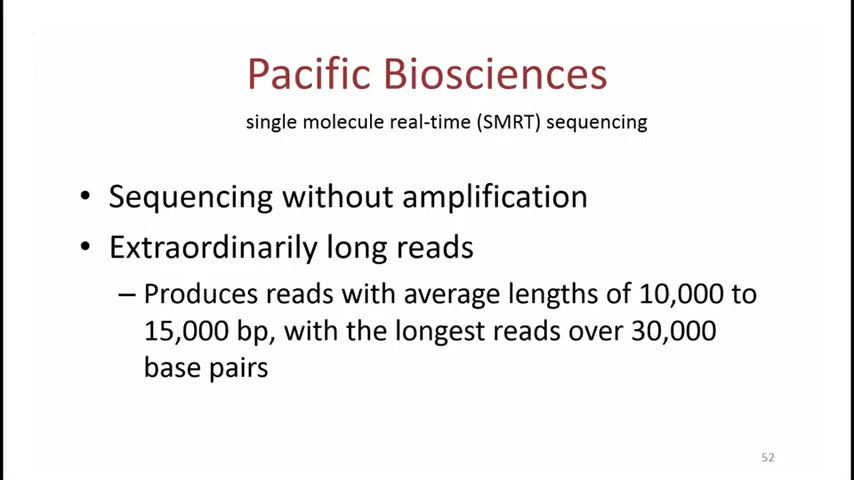 Pacific Biosciences
single molecule real-time (SMRT) sequencing
• Sequencing without amplification
• Extraordinarily long reads
– Produces reads with average lengths of 10,000 to
15,000 bp, with the longest reads over 30,000
base pairs
52